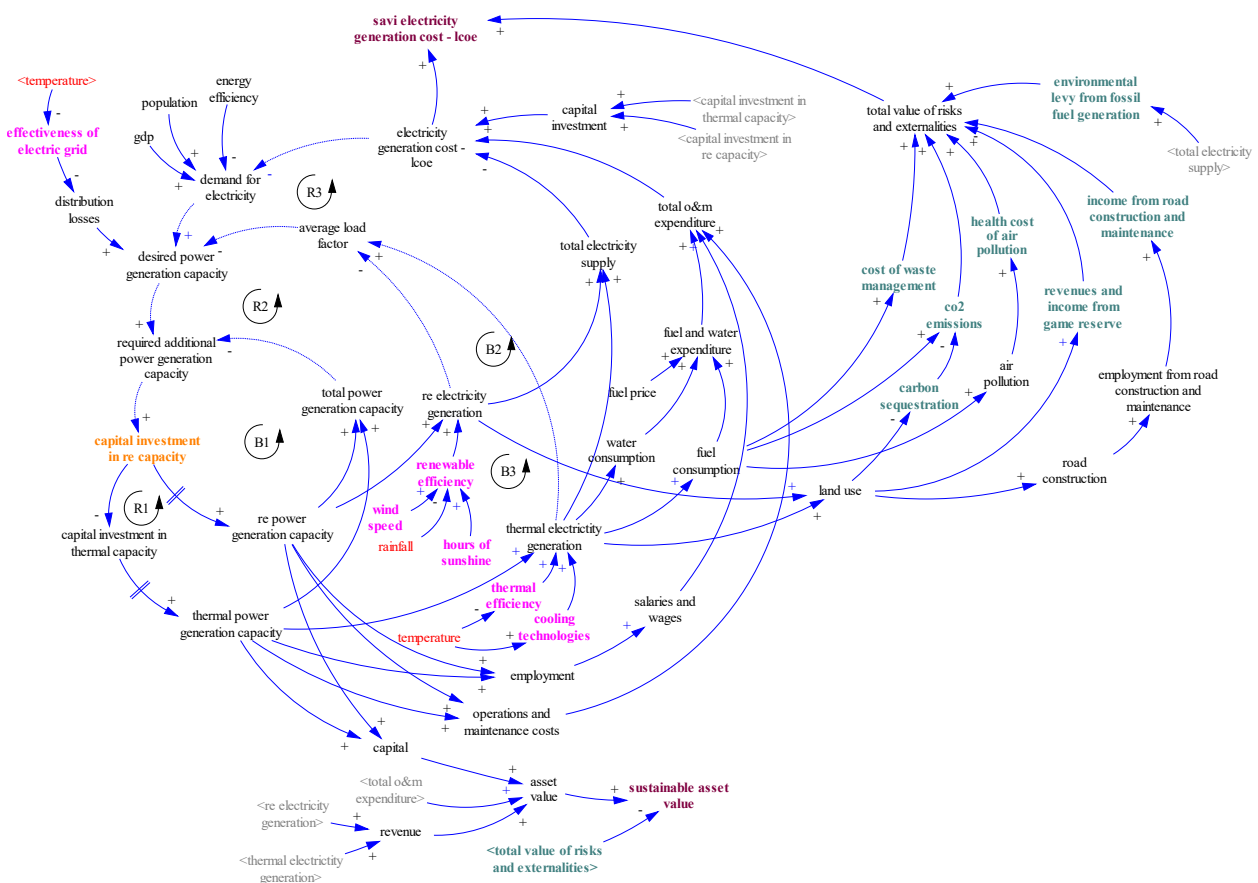 savi electricity
generation cost - lcoe
<temperature>
energy
efficiency
population
gdp
effectiveness of
electric grid
distribution
losses
demand for
electricity
electricity
generation cost -
lcoe
capital
investment
<capital investment in
thermal capacity>
<capital investment in
re capacity>
total value of risks
and externalities
environmental
levy from fossil
fuel generation
<total electricity
supply>
R3
desired power
generation capacity
average load
factor
total o&m
expenditure
total electricity
supply
health cost
of air
pollution
income from road
construction and
maintenance
cost of waste
management
co2
emissions
revenues and
income from
game reserve
R2
required additional
power generation
capacity
B2
fuel and water
expenditure
fuel price
air
pollution
carbon
sequestration
employment from road
construction and
maintenance
total power
generation capacity
re electricity
generation
capital investment
in re capacity
B1
B3
water
consumption
fuel
consumption
renewable
efficiency
land use
road
construction
R1
wind
speed
rainfall
hours of
sunshine
capital investment in
thermal capacity
re power
generation capacity
thermal electrictity
generation
thermal
efficiency
cooling
technologies
temperature
salaries and
wages
thermal power
generation capacity
employment
operations and
maintenance costs
capital
<total o&m
expenditure>
asset
value
sustainable asset
value
<re electricity
generation>
revenue
<thermal electrictity
generation>
<total value of risks
and externalities>